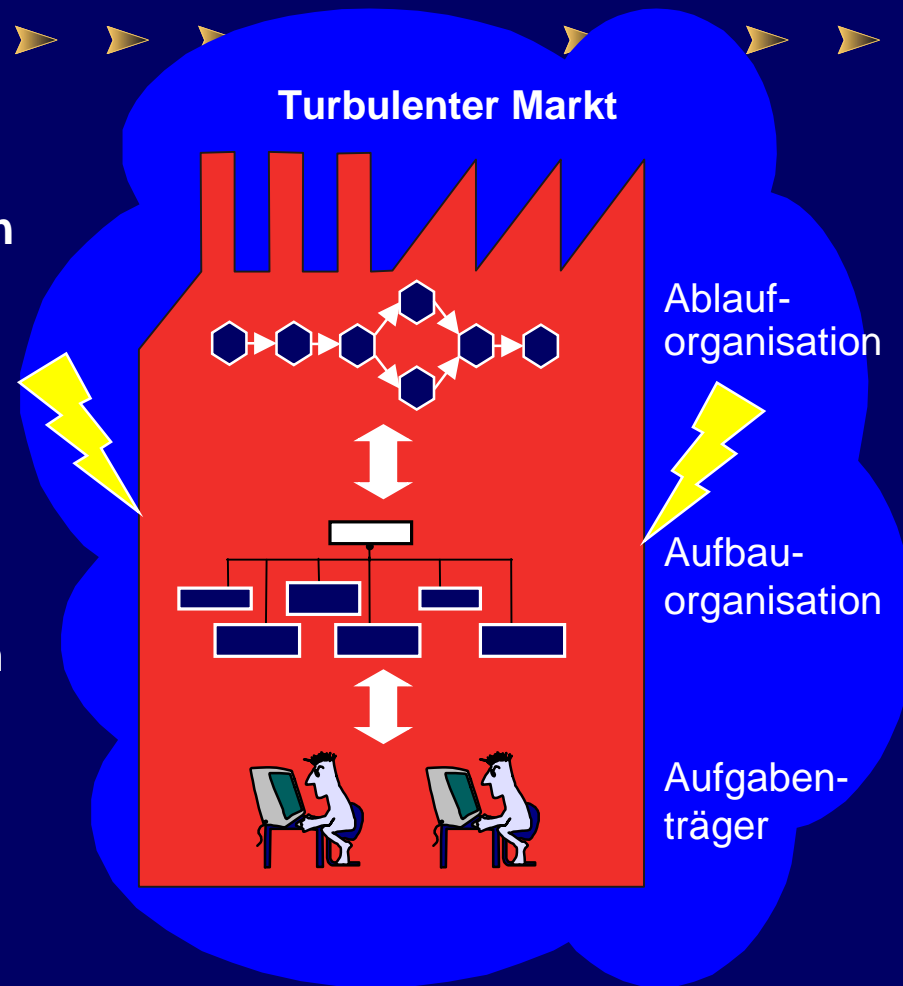 Turbulenter Markt
Ablauf-
organisation
Aufbau-
organisation
Aufgaben-
träger